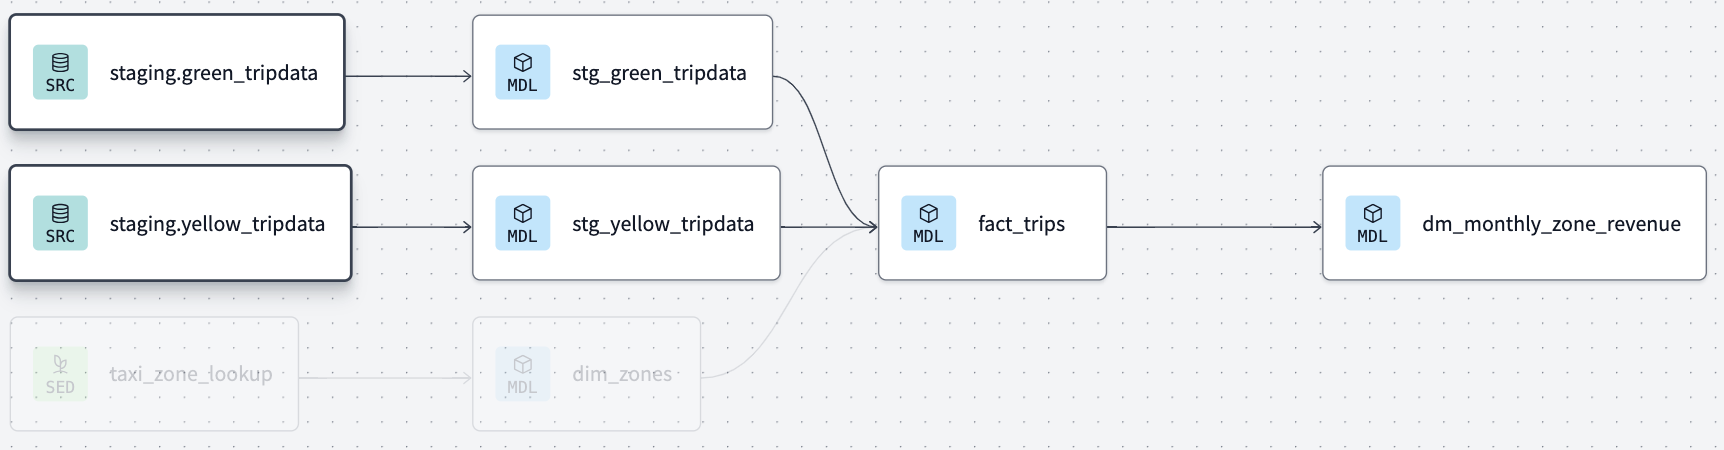 SRC
staging.green_tripdata
MDL
stg_green_tripdata
SRC
staging.yellow_tripdata
MDL
stg_yellow_tripdata
MDL
fact_trips
MDL
dm_monthly_zone_revenue
SED
taxi_zone_lookup
MDL
dim_zones